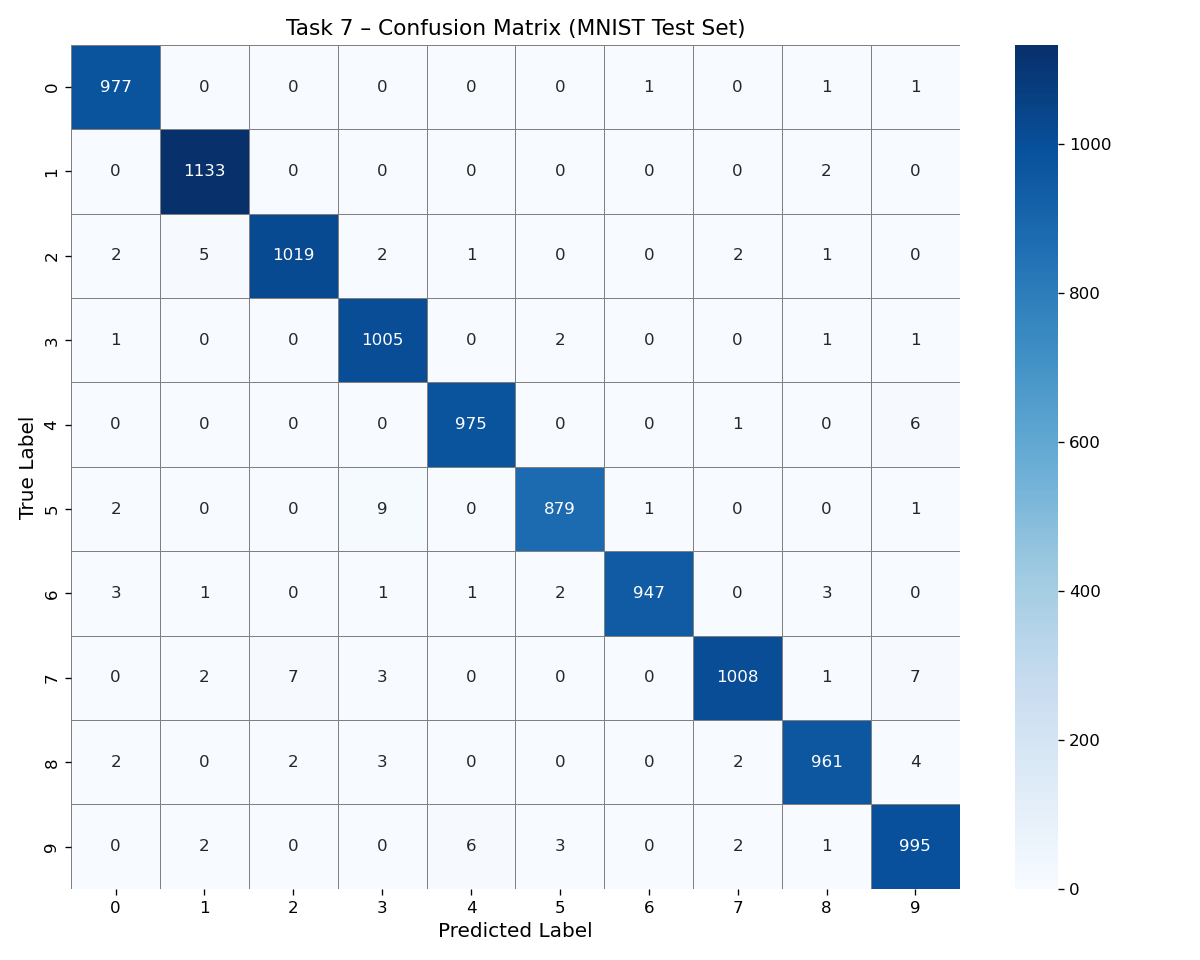 Task 7 – Confusion Matrix (MNIST Test Set)
0 977 0 0 0 0 0 1 0 1 1
1 0 1133 0 0 0 0 0 0 2 0
2 2 5 1019 2 1 0 0 2 1 0
3 1 0 0 1005 0 2 0 0 1 1
4 0 0 0 0 975 0 0 1 0 6
5 2 0 0 9 0 879 1 0 0 1
6 3 1 0 1 1 2 947 0 3 0
7 0 2 7 3 0 0 0 1008 1 7
8 2 0 2 3 0 0 0 2 961 4
9 0 2 0 0 6 3 0 2 1 995
0 1 2 3 4 5 6 7 8 9
Predicted Label
True Label
1000
800
600
400
200
0